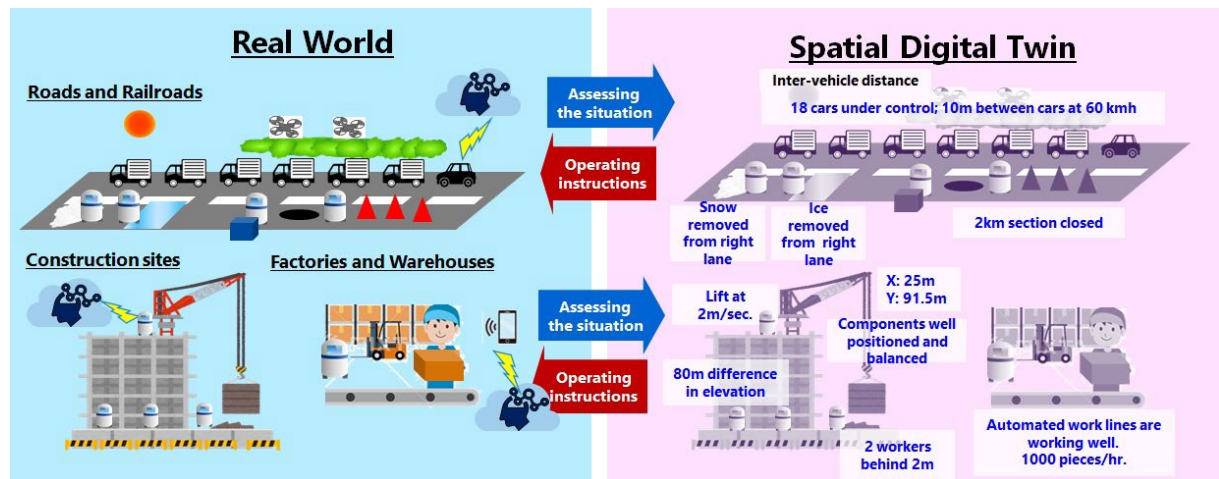 Real World
Roads and Railroads
Construction sites
Factories and Warehouses
Assessing
the situation
Operating
instructions
Assessing
the situation
Operating
instructions
Spatial Digital Twin
Inter-vehicle distance
18 cars under control; 10m between cars at 60 kmh
Snow
removed
from right
lane
Ice
removed
from right
lane
2km section closed
Lift at
2m/sec.
X: 25m
Y: 91.5m
Components well
positioned and
balanced
80m difference
in elevation
2 workers
behind 2m
Automated work lines are
working well.
1000 pieces/hr.